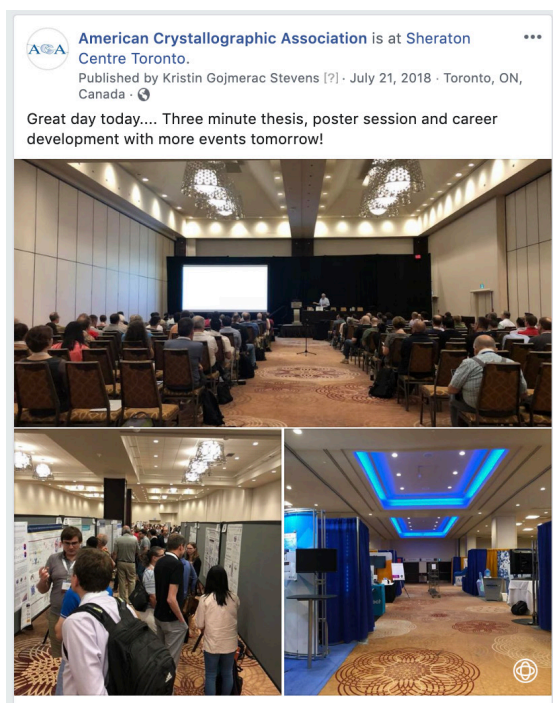 ACA
American Crystallographic Association is at Sheraton
Centre Toronto.
Published by Kristin Gojmerac Stevens [?] · July 21, 2018 · Toronto, ON,
Canada ·
Great day today.... Three minute thesis, poster session and career
development with more events tomorrow!